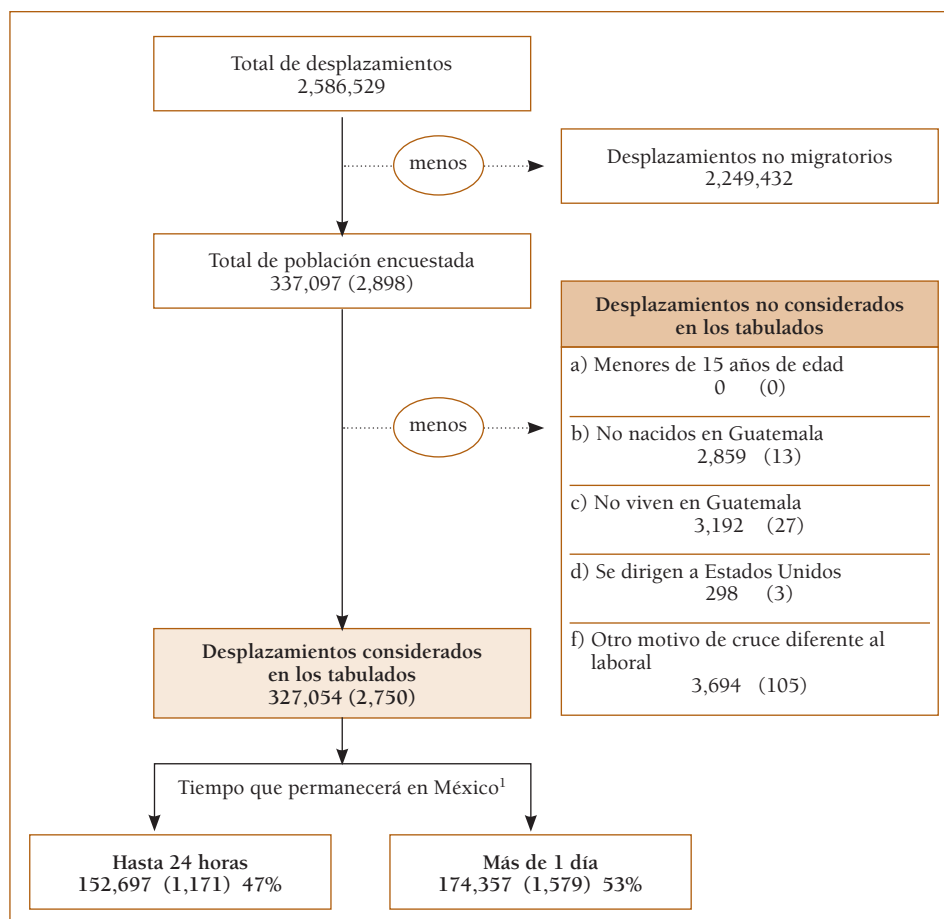 Total de desplazamientos
2,586,529
menos
Desplazamientos no migratorios
2,249,432
Total de población encuestada
337,097 (2,898)
menos
Desplazamientos no considerados
en los tabulados
a) Menores de 15 años de edad
0 (0)
b) No nacidos en Guatemala
2,859 (13)
c) No viven en Guatemala
3,192 (27)
d) Se dirigen a Estados Unidos
298 (3)
f) Otro motivo de cruce diferente al
laboral
3,694 (105)
Desplazamientos considerados
en los tabulados
327,054 (2,750)
Tiempo que permanecerá en México¹
Hasta 24 horas
152,697 (1,171) 47%
Más de 1 día
174,357 (1,579) 53%